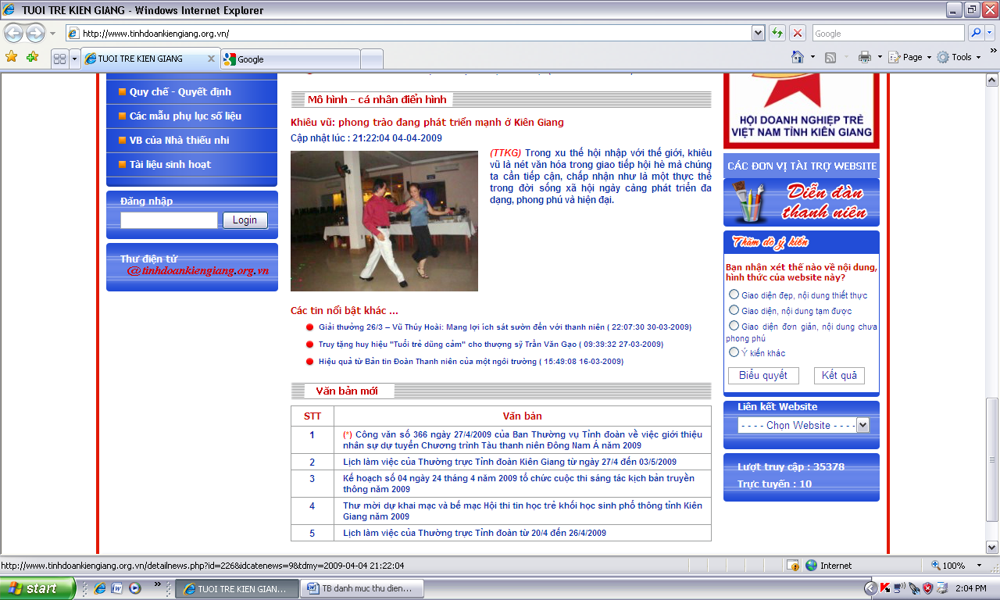 TUOI TRE KIEN GIANG - Windows Internet Explorer
http://www.tinhdoankiengiang.org.vn/
Google
TUOI TRE KIEN GIANG
Google
Page
Tools
Quy chế - Quyết định
Các mẫu phụ lục số liệu
VB của Nhà thiếu nhi
Tài liệu sinh hoạt
Đăng nhập
Login
Thư điện tử
@tinhdoankiengiang.org.vn
Mô hình - cá nhân điển hình
Khiêu vũ: phong trào đang phát triển mạnh ở Kiên Giang
Cập nhật lúc : 21:22:04 04-04-2009
(TTKG) Trong xu thế hội nhập với thế giới, khiêu
vũ là nét văn hóa trong giao tiếp hội hè mà chúng
ta cần tiếp cận, chấp nhận như là một thực thể
trong đời sống xã hội ngày càng phát triển đa
dạng, phong phú và hiện đại.
Các tin nổi bật khác ...
Giải thưởng 26/3 – Vũ Thúy Hoài: Mang lợi ích sát sườn đến với thanh niên ( 22:07:30 30-03-2009)
Truy tặng huy hiệu "Tuổi trẻ dũng cảm" cho thượng sỹ Trần Văn Gạo ( 09:39:32 27-03-2009)
Hiệu quả từ Bản tin Đoàn Thanh niên của một ngôi trường ( 15:49:08 16-03-2009)
Văn bản mới
STT Văn bản
1 (*) Công văn số 366 ngày 27/4/2009 của Ban Thường vụ Tỉnh đoàn về việc giới thiệu
nhân sự dự tuyển Chương trình Tàu thanh niên Đông Nam Á năm 2009
2 Lịch làm việc của Thường trực Tỉnh đoàn Kiên Giang từ ngày 27/4 đến 03/5/2009
3 Kế hoạch số 04 ngày 24 tháng 4 năm 2009 tổ chức cuộc thi sáng tác kịch bản truyền
thông năm 2009
4 Thư mời dự khai mạc và bế mạc Hội thi tin học trẻ khối học sinh phổ thông tỉnh Kiên
Giang năm 2009
5 Lịch làm việc của Thường trực Tỉnh đoàn từ 20/4 đến 26/4/2009
HỘI DOANH NGHIỆP TRẺ
VIỆT NAM TỈNH KIÊN GIANG
CÁC ĐƠN VỊ TÀI TRỢ WEBSITE
Diễn đàn
thanh niên
Thăm dò ý kiến
Bạn nhận xét thế nào về nội dung,
hình thức của website này?
Giao diện đẹp, nội dung thiết thực
Giao diện, nội dung tạm được
Giao diện đơn giản, nội dung chưa
phong phú
Ý kiến khác
Biểu quyết Kết quả
Liên kết Website
- - - - Chọn Website - - - -
Lượt truy cập : 35378
Trực tuyến : 10
http://www.tinhdoankiengiang.org.vn/detailnews.php?id=226&idcatenews=9&tdmy=2009-04-04 21:22:04
Internet
100%
start
TUOI TRE KIEN GIAN...
TB danh muc thu dien...
2:04 PM